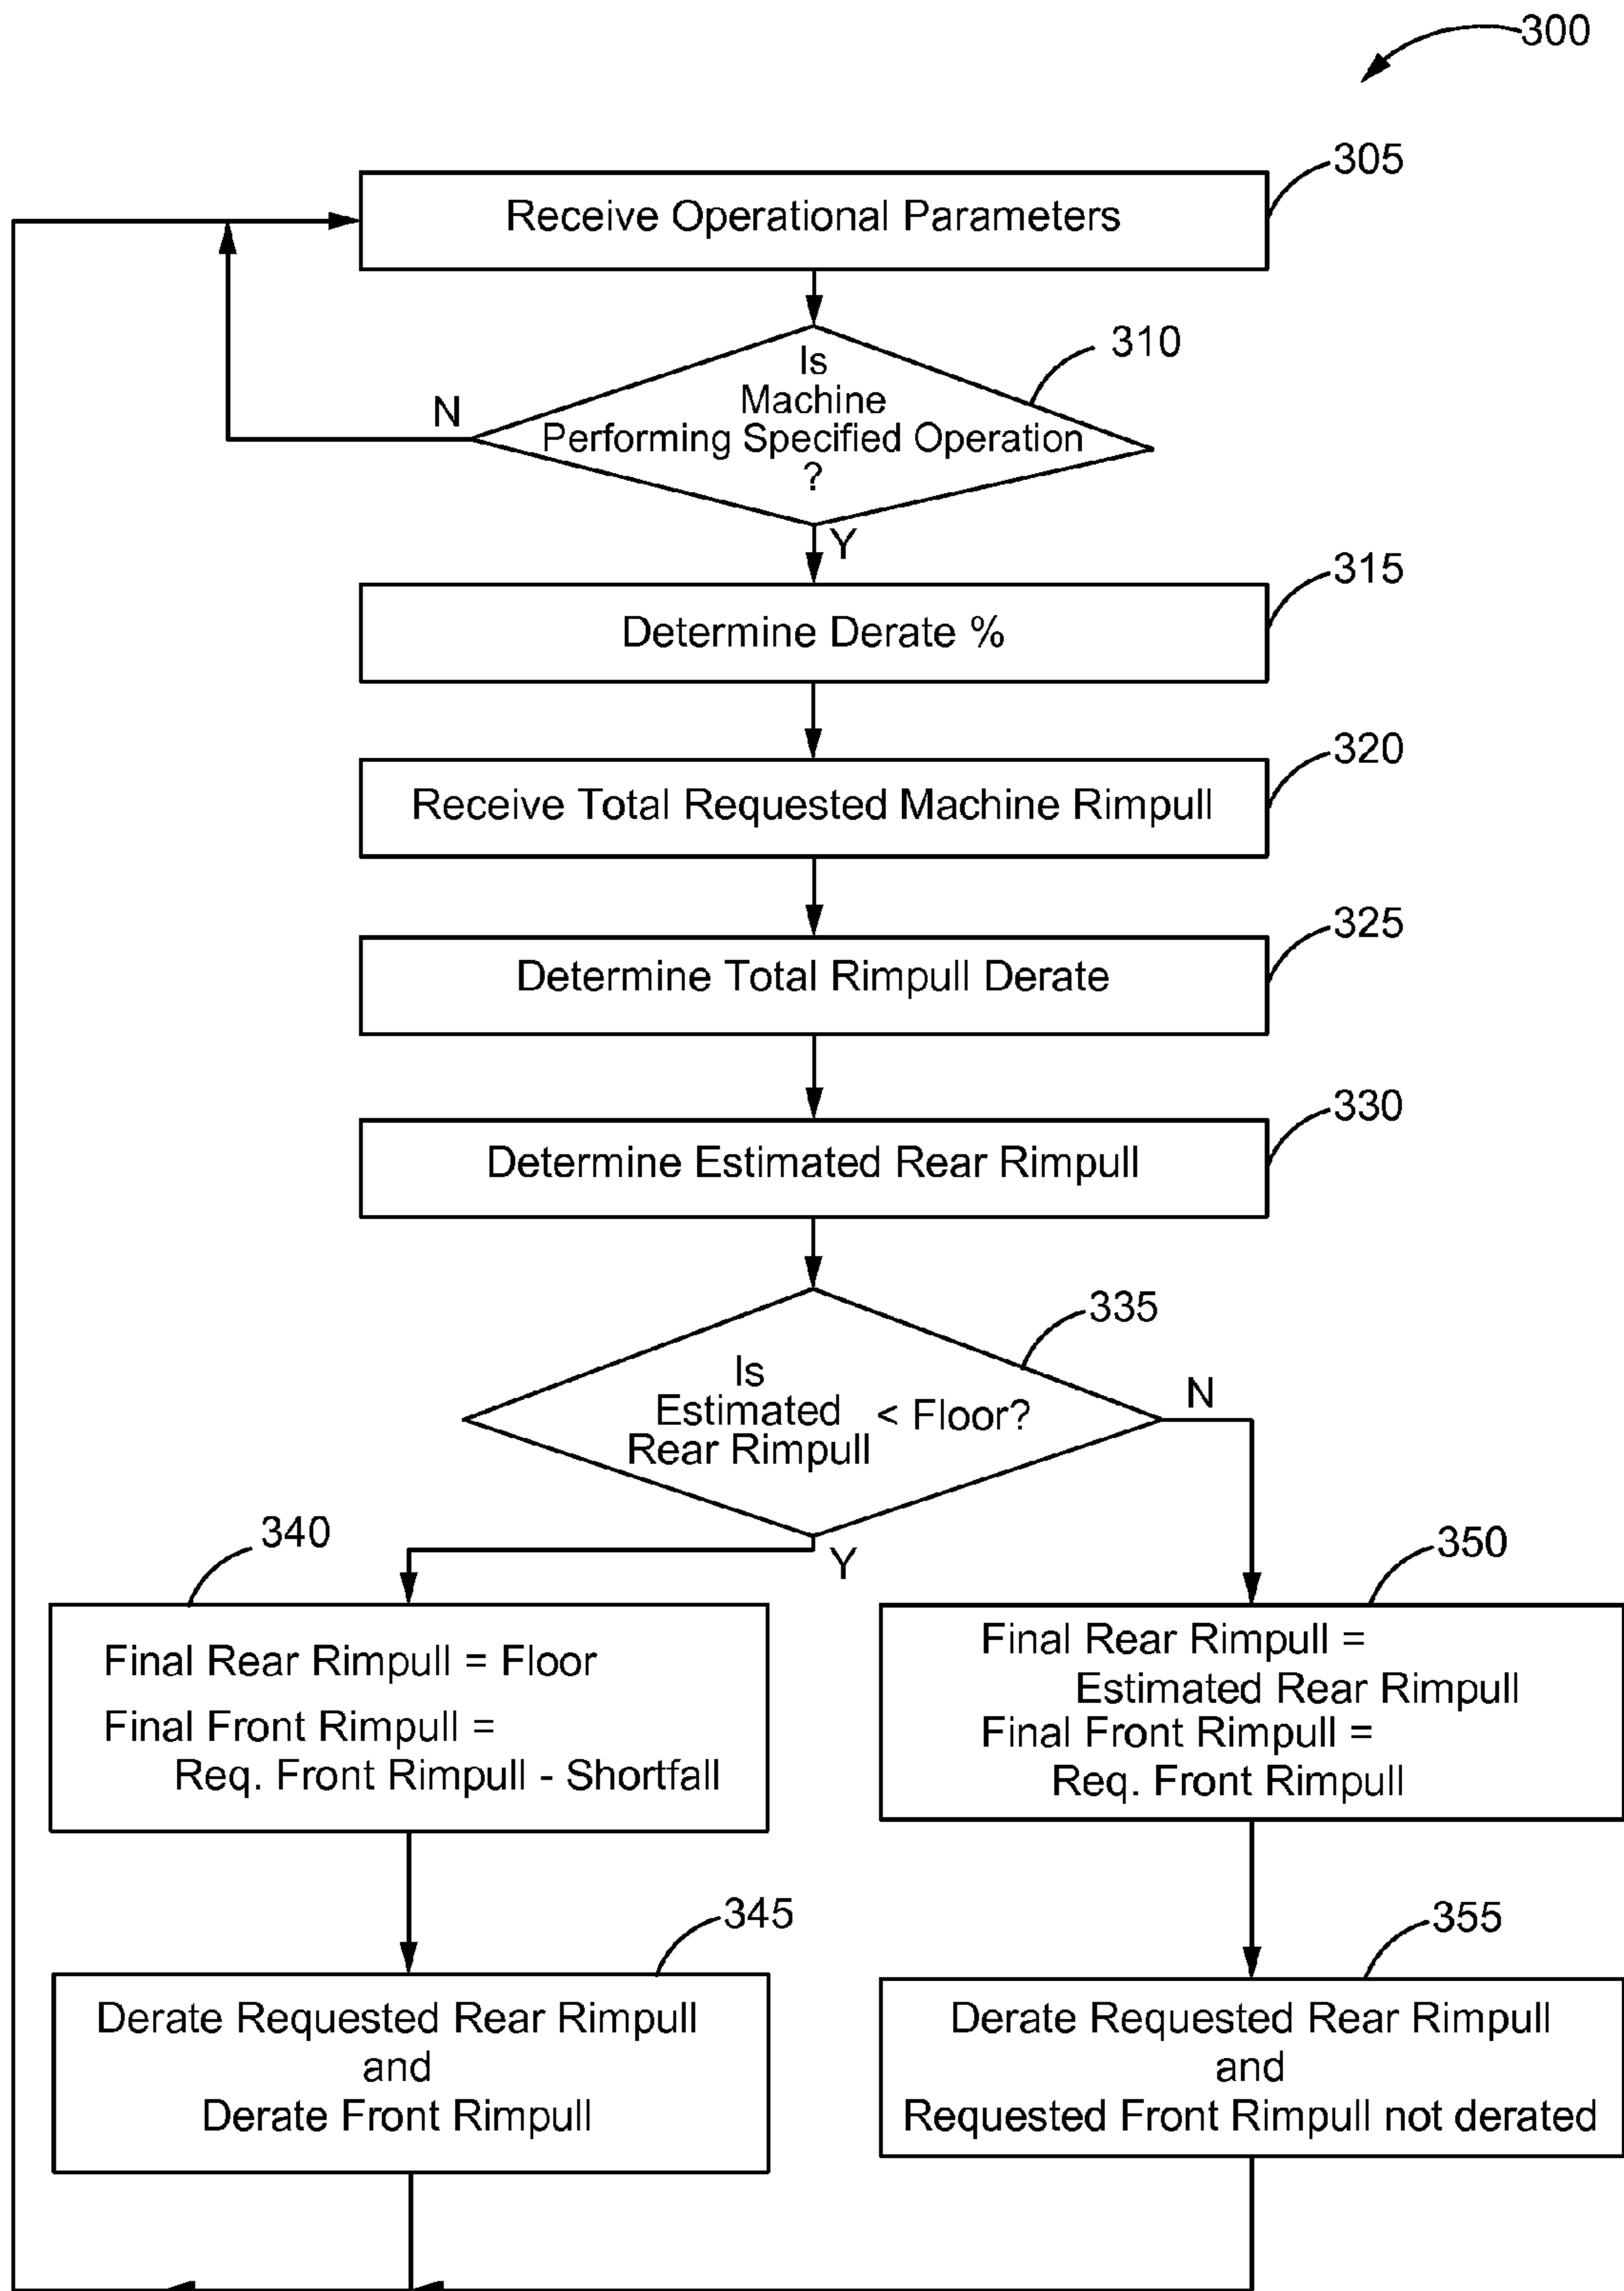 300
305
Receive Operational Parameters
310
Is
Machine
Performing Specified Operation
?
N
Y
315
Determine Derate %
320
Receive Total Requested Machine Rimpull
325
Determine Total Rimpull Derate
330
Determine Estimated Rear Rimpull
335
Is
Estimated < Floor?
Rear Rimpull
N
Y
340
Final Rear Rimpull = Floor
Final Front Rimpull =
Req. Front Rimpull - Shortfall
350
Final Rear Rimpull =
Estimated Rear Rimpull
Final Front Rimpull =
Req. Front Rimpull
345
Derate Requested Rear Rimpull
and
Derate Front Rimpull
355
Derate Requested Rear Rimpull
and
Requested Front Rimpull not derated